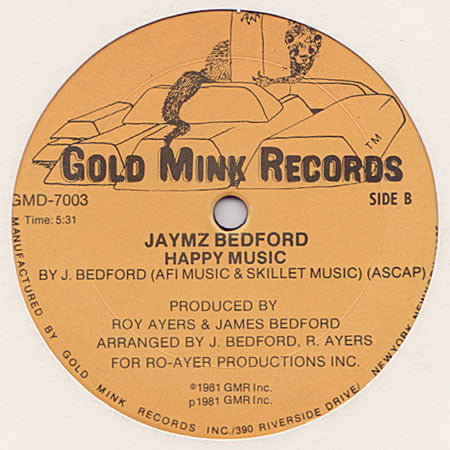 GOLD MINK RECORDS
TM
GMD-7003
SIDE B
Time: 5:31
JAYMZ BEDFORD
HAPPY MUSIC
BY J. BEDFORD (AFI MUSIC & SKILLET MUSIC) (ASCAP)
PRODUCED BY
ROY AYERS & JAMES BEDFORD
ARRANGED BY J. BEDFORD, R. AYERS
FOR RO-AYER PRODUCTIONS INC.
©1981 GMR Inc.
p1981 GMR Inc.
MANUFACTURED BY GOLD MINK RECORDS INC./390 RIVERSIDE DRIVE/ NEW YORK, NEW